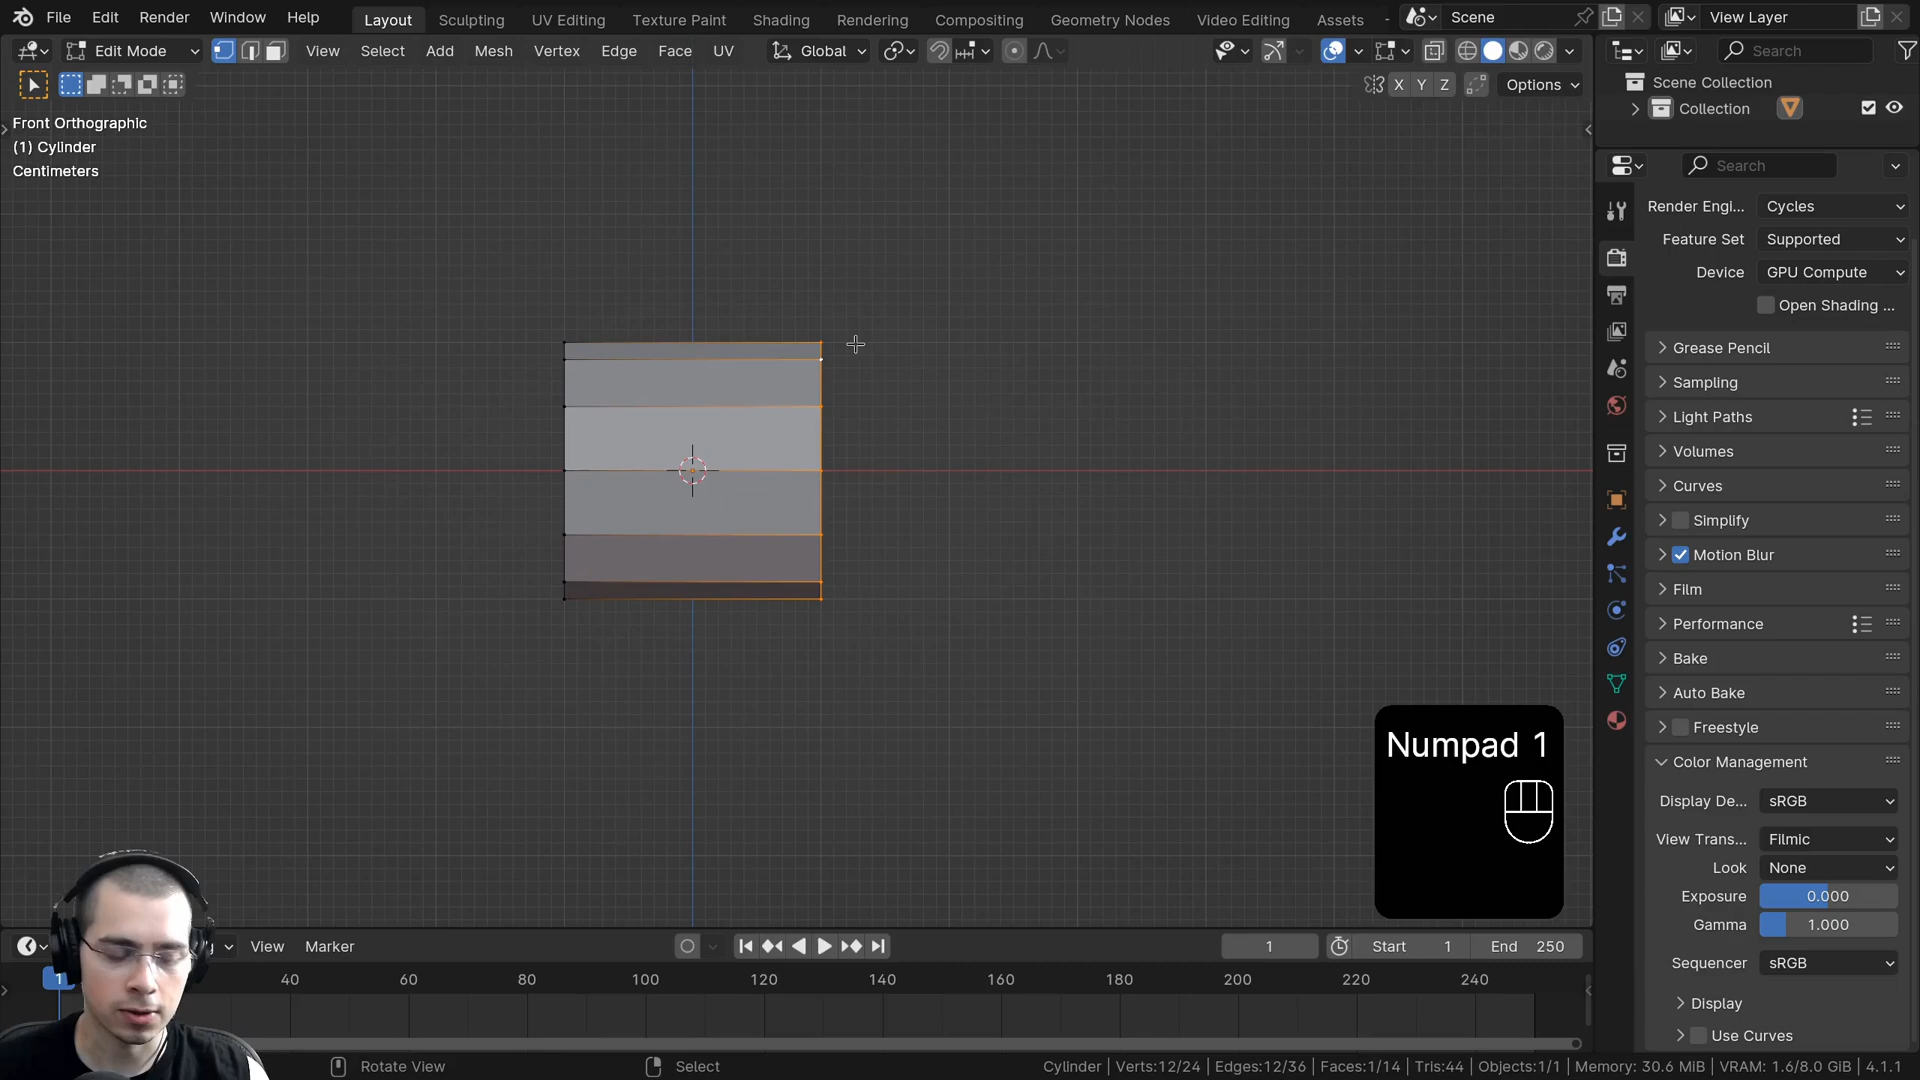 File Edit Render Window Help Layout Sculpting UV Editing Texture Paint Shading Rendering Compositing Geometry Nodes Video Editing Assets Scene View Layer
Edit Mode View Select Add Mesh Vertex Edge Face UV Global Search
X Y Z Options Scene Collection
Collection
Front Orthographic
(1) Cylinder
Centimeters
Search
Render Engi... Cycles
Feature Set Supported
Device GPU Compute
Open Shading ...
Grease Pencil
Sampling
Light Paths
Volumes
Curves
Simplify
Motion Blur
Film
Performance
Bake
Auto Bake
Freestyle
Color Management
Display De... sRGB
View Trans... Filmic
Look None
Exposure 0.000
Gamma 1.000
Sequencer sRGB
Display
Use Curves
Numpad 1
View Marker 1 Start 1 End 250
1 40 60 80 100 120 140 160 180 200 220 240
Rotate View Select Cylinder | Verts:12/24 | Edges:12/36 | Faces:1/14 | Tris:44 | Objects:1/1 | Memory: 30.6 MiB | VRAM: 1.6/8.0 GiB | 4.1.1